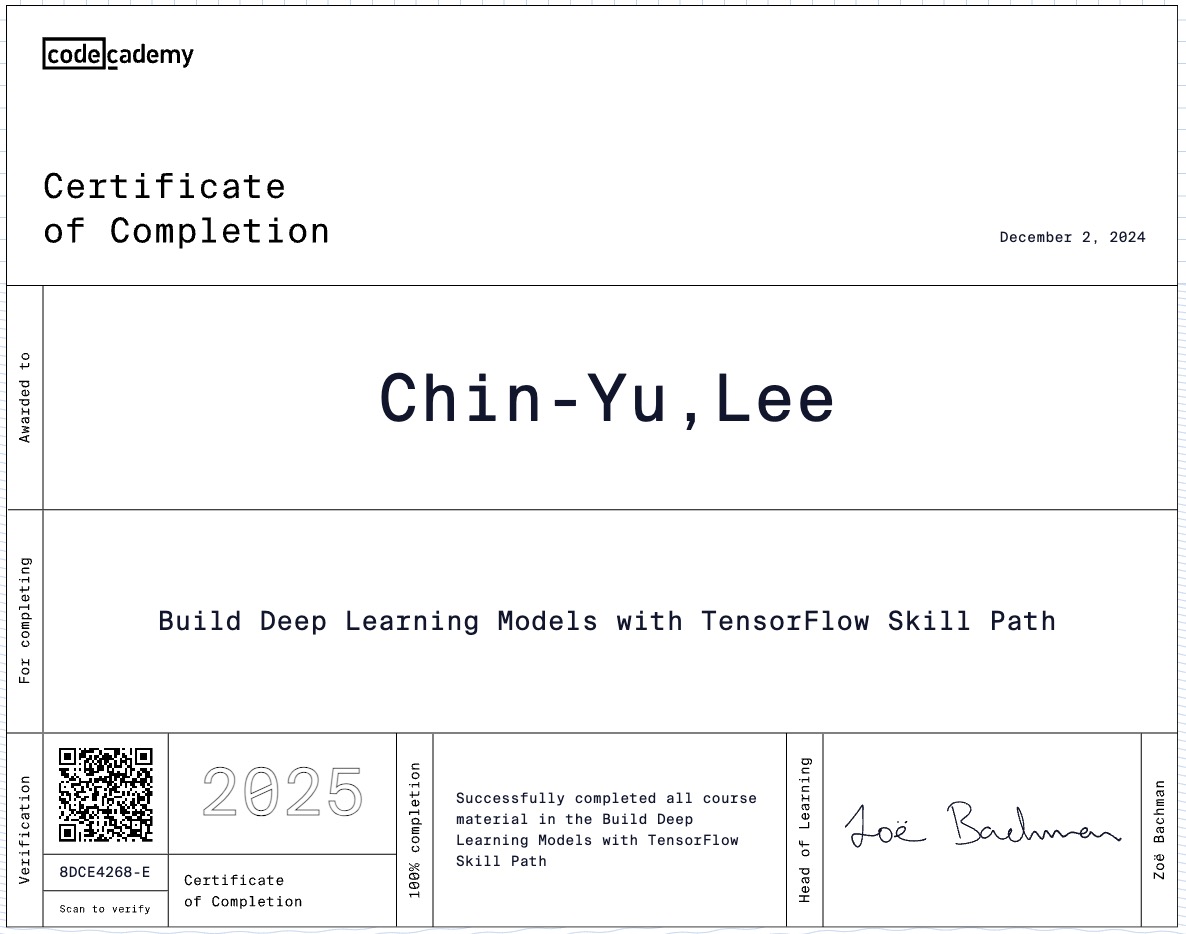 codecademy
Certificate
of Completion
December 2, 2024
Awarded to
Chin-Yu,Lee
For completing
Build Deep Learning Models with TensorFlow Skill Path
Verification
8DCE4268-E
Scan to verify
2025
Certificate
of Completion
100% completion
Successfully completed all course
material in the Build Deep
Learning Models with TensorFlow
Skill Path
Head of Learning
Zoë Bachman
Zoë Bachman